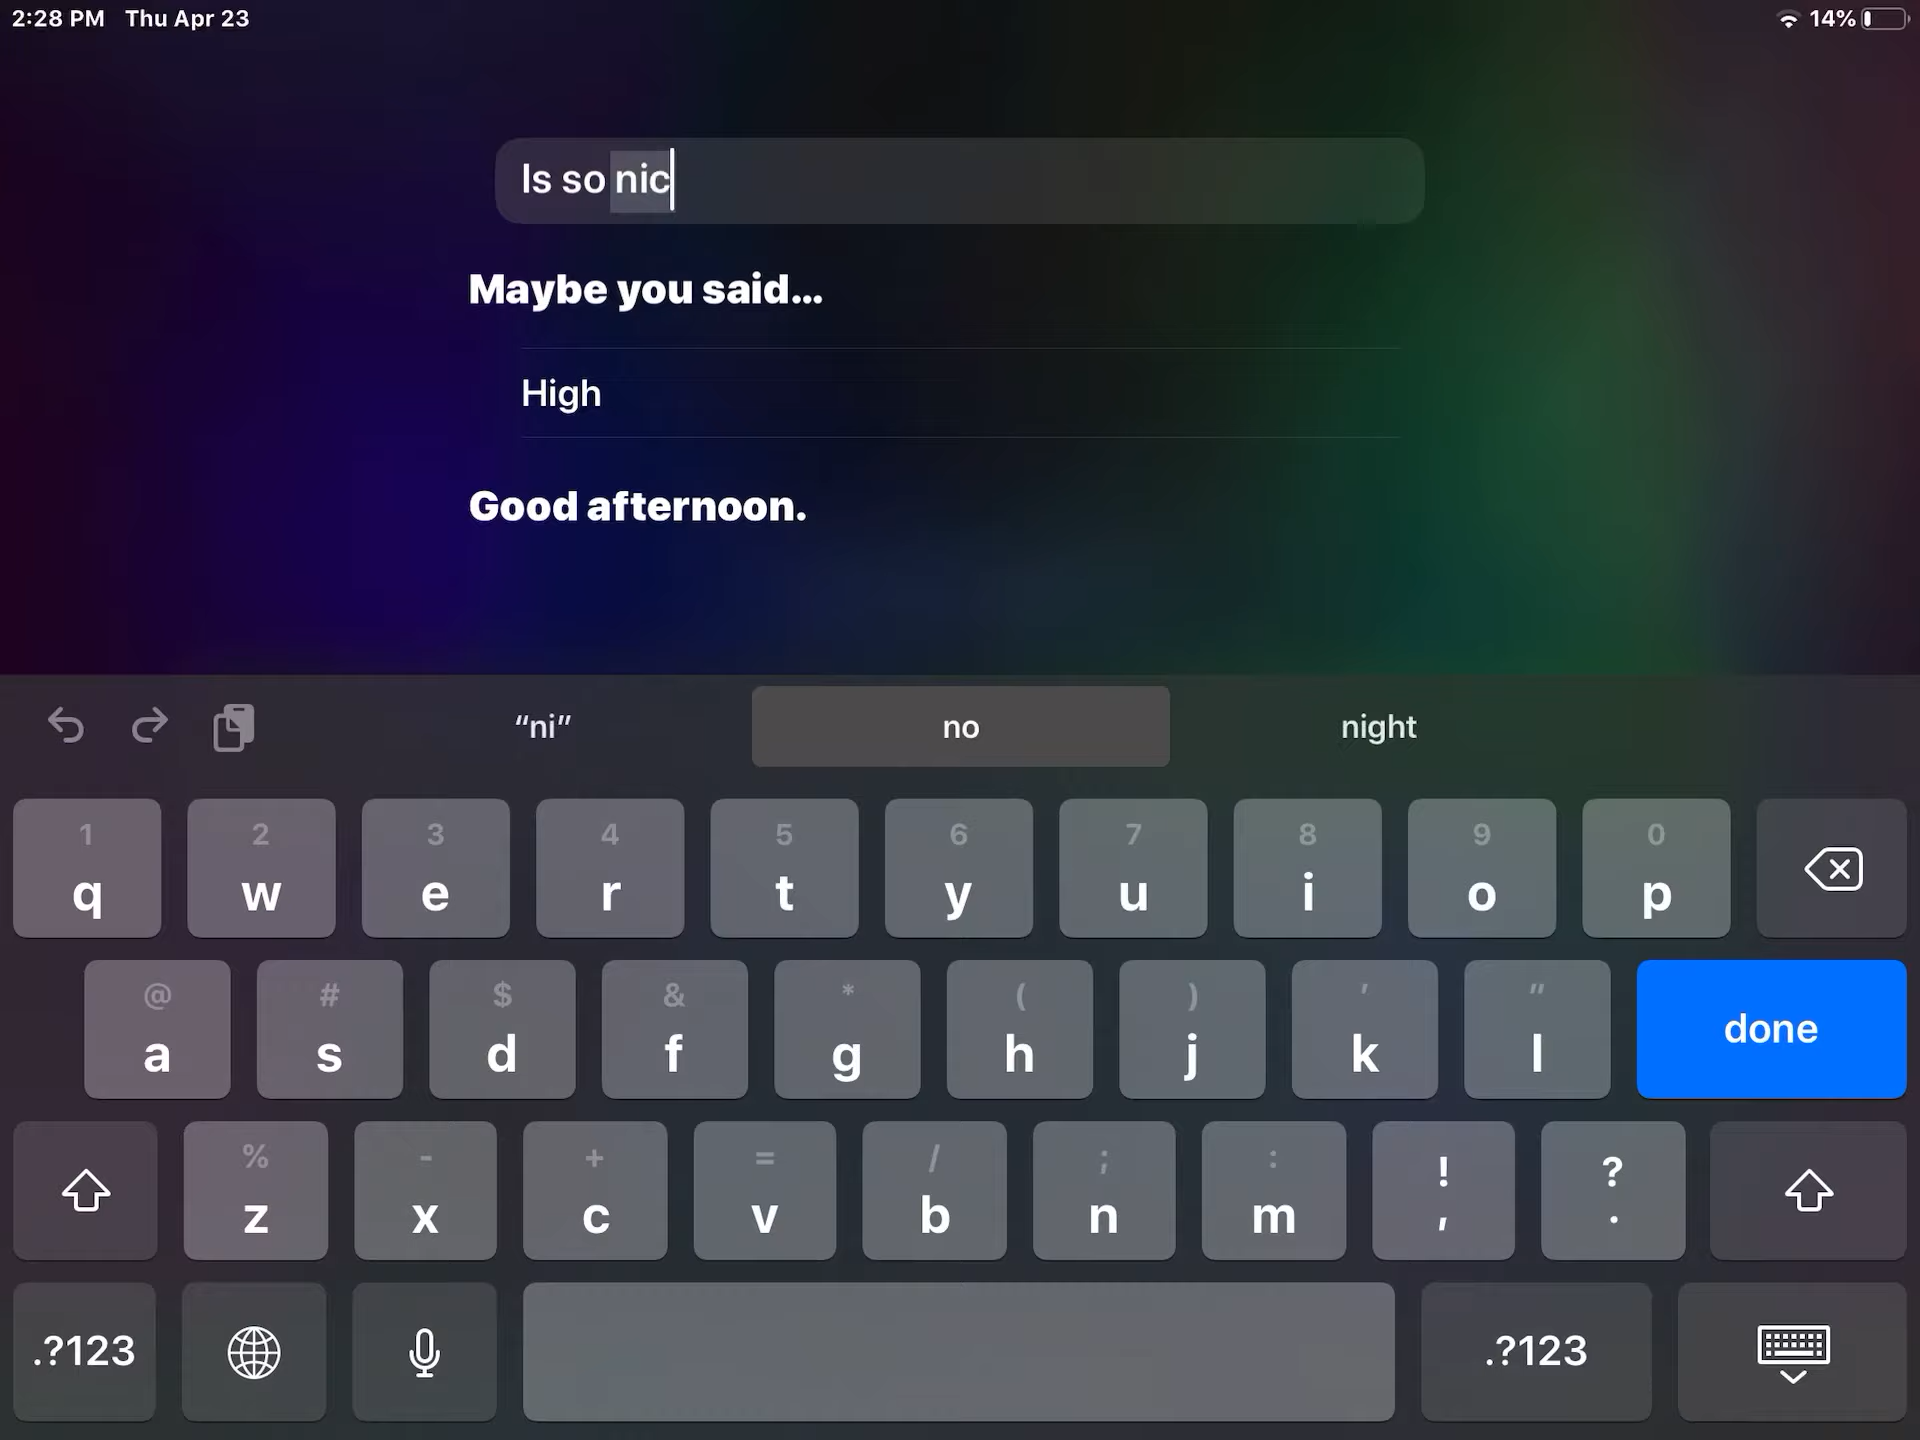 2:28 PM Thu Apr 23 14%
Is so nic
Maybe you said...
High
Good afternoon.
“ni” no night
1 2 3 4 5 6 7 8 9 0
q w e r t y u i o p
@ # $ & * ( ) ' "
a s d f g h j k l done
% - + = / ; : ! ?
z x c v b n m , .
.?123 .?123